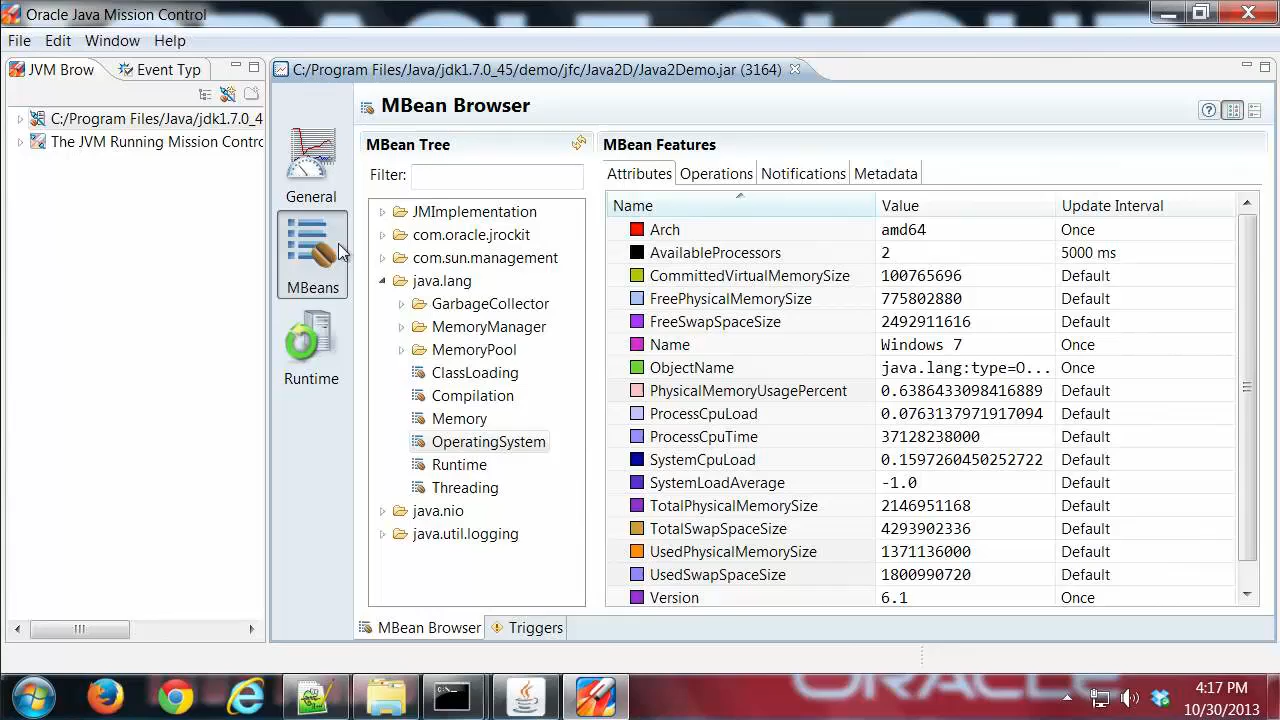 Oracle Java Mission Control
File Edit Window Help
JVM Brow Event Typ
C:/Program Files/Java/jdk1.7.0_4
The JVM Running Mission Contro
C:/Program Files/Java/jdk1.7.0_45/demo/jfc/Java2D/Java2Demo.jar (3164)
General
MBeans
Runtime
MBean Browser
MBean Tree
Filter:
JMImplementation
com.oracle.jrockit
com.sun.management
java.lang
GarbageCollector
MemoryManager
MemoryPool
ClassLoading
Compilation
Memory
OperatingSystem
Runtime
Threading
java.nio
java.util.logging
MBean Features
Attributes Operations Notifications Metadata
Name Value Update Interval
Arch amd64 Once
AvailableProcessors 2 5000 ms
CommittedVirtualMemorySize 100765696 Default
FreePhysicalMemorySize 775802880 Default
FreeSwapSpaceSize 2492911616 Default
Name Windows 7 Once
ObjectName java.lang:type=O... Once
PhysicalMemoryUsagePercent 0.6386433098416889 Default
ProcessCpuLoad 0.0763137971917094 Default
ProcessCpuTime 37128238000 Default
SystemCpuLoad 0.1597260450252722 Default
SystemLoadAverage -1.0 Default
TotalPhysicalMemorySize 2146951168 Default
TotalSwapSpaceSize 4293902336 Default
UsedPhysicalMemorySize 1371136000 Default
UsedSwapSpaceSize 1800990720 Default
Version 6.1 Once
MBean Browser Triggers
ORACLE
4:17 PM
10/30/2013